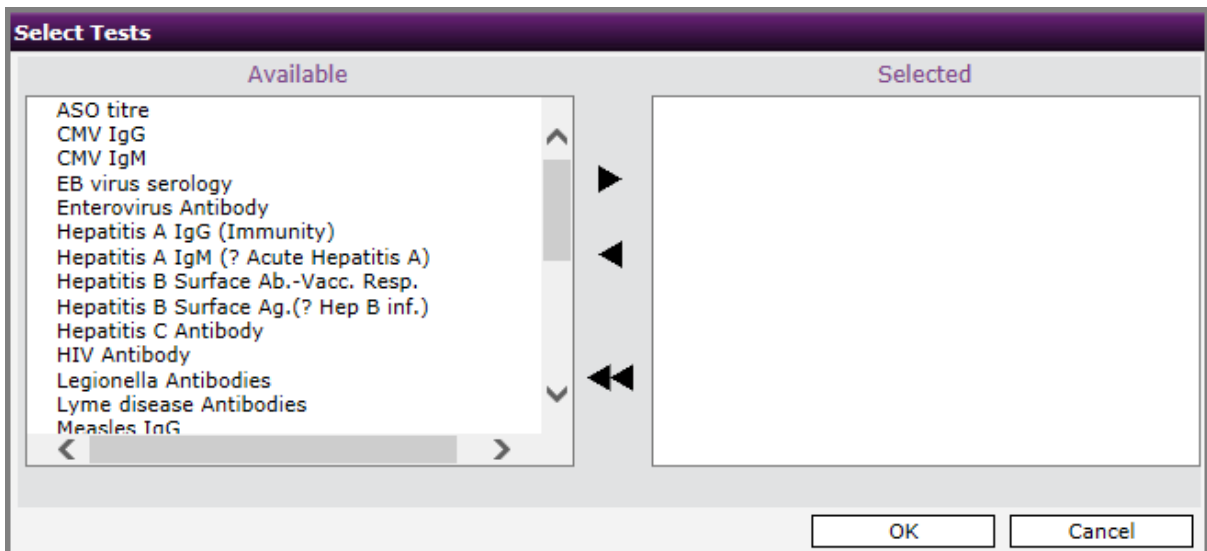 Select Tests
Available
Selected
ASO titre
CMV IgG
CMV IgM
EB virus serology
Enterovirus Antibody
Hepatitis A IgG (Immunity)
Hepatitis A IgM (? Acute Hepatitis A)
Hepatitis B Surface Ab.-Vacc. Resp.
Hepatitis B Surface Ag.(? Hep B inf.)
Hepatitis C Antibody
HIV Antibody
Legionella Antibodies
Lyme disease Antibodies
Measles IgG
OK
Cancel